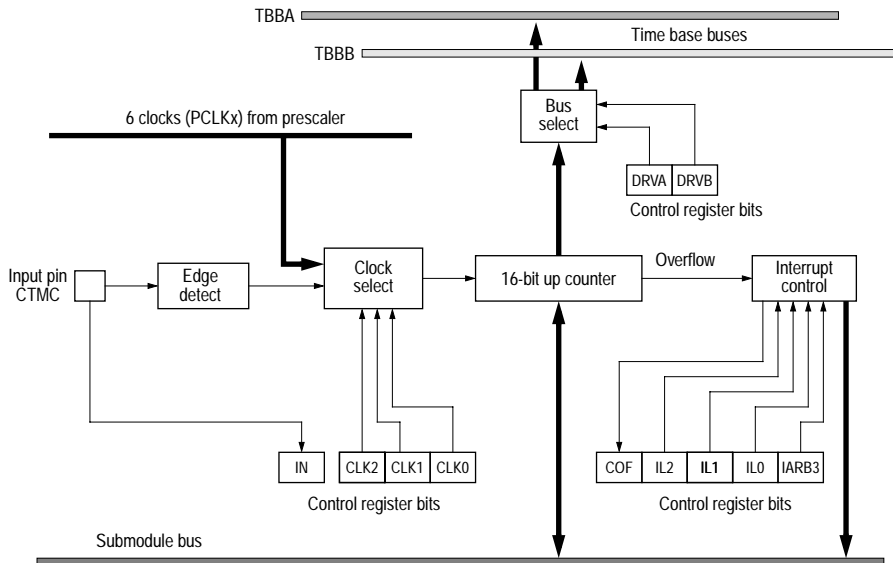 TBBA
Time base buses
TBBB
6 clocks (PCLKx) from prescaler
Bus
select
DRVA DRVB
Control register bits
Input pin
CTMC
Edge
detect
Clock
select
16-bit up counter
Overflow
Interrupt
control
IN
CLK2 CLK1 CLK0
COF IL2 IL1 IL0 IARB3
Control register bits
Control register bits
Submodule bus